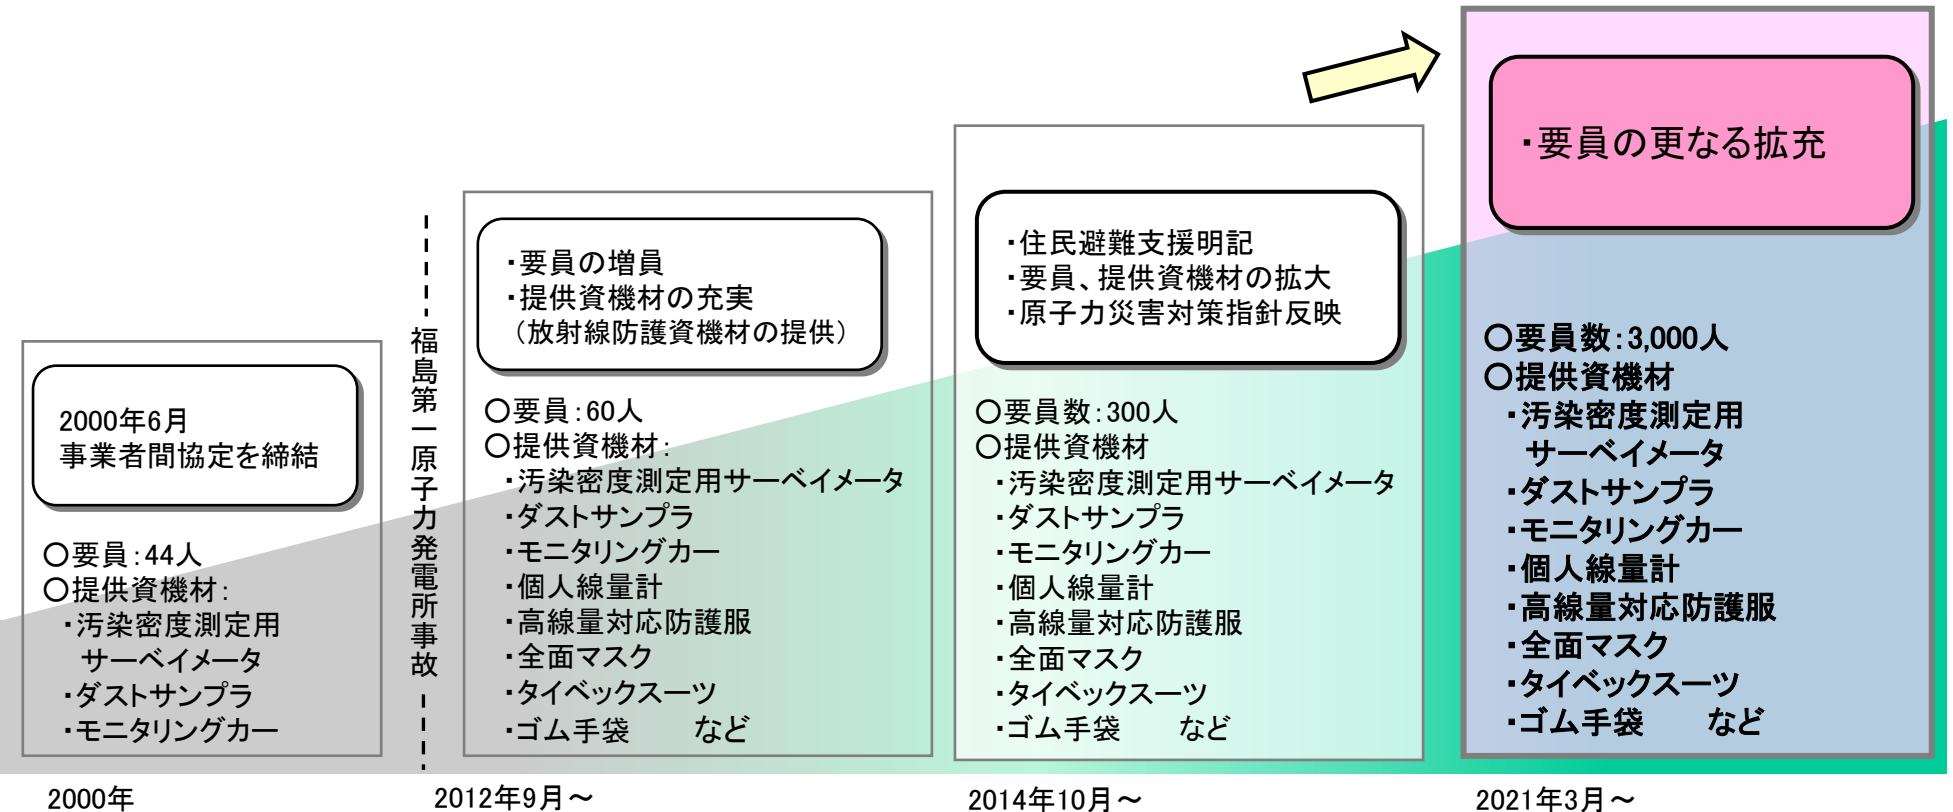 2000年6月
事業者間協定を締結
○要員:44人
○提供資機材:
・汚染密度測定用
サーベイメータ
・ダストサンプラ
・モニタリングカー
2000年
福島第一原子力発電所事故
・要員の増員
・提供資機材の充実
(放射線防護資機材の提供)
○要員:60人
○提供資機材:
・汚染密度測定用サーベイメータ
・ダストサンプラ
・モニタリングカー
・個人線量計
・高線量対応防護服
・全面マスク
・タイベックスーツ
・ゴム手袋 など
2012年9月~
・住民避難支援明記
・要員、提供資機材の拡大
・原子力災害対策指針反映
○要員数:300人
○提供資機材
・汚染密度測定用サーベイメータ
・ダストサンプラ
・モニタリングカー
・個人線量計
・高線量対応防護服
・全面マスク
・タイベックスーツ
・ゴム手袋 など
2014年10月~
・要員の更なる拡充
○要員数:3,000人
○提供資機材
・汚染密度測定用
サーベイメータ
・ダストサンプラ
・モニタリングカー
・個人線量計
・高線量対応防護服
・全面マスク
・タイベックスーツ
・ゴム手袋 など
2021年3月~